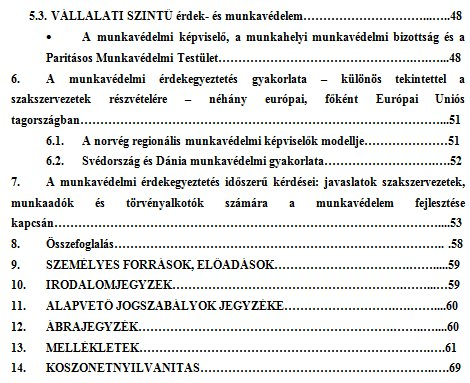 5.3. VÁLLALATI SZINTŰ érdek- és munkavédelem…………………………….…..48
• A munkavédelmi képviselő, a munkahelyi munkavédelmi bizottság és a
Paritásos Munkavédelmi Testület……………………………………………...48
6. A munkavédelmi érdekegyeztetés gyakorlata – különös tekintettel a
szakszervezetek részvételére – néhány európai, főként Európai Uniós
tagországban……………………………………………………………………………...51
6.1. A norvég regionális munkavédelmi képviselők modellje……………….51
6.2. Svédország és Dánia munkavédelmi gyakorlata………………………...52
7. A munkavédelmi érdekegyeztetés időszerű kérdései: javaslatok szakszervezetek,
munkaadók és törvényalkotók számára a munkavédelem fejlesztése
kapcsán…………………………………………………………………………………...53
8. Összefoglalás……………………………………………………………. .58
9. SZEMÉLYES FORRÁSOK, ELŐADÁSOK…………………………...59
10. IRODALOMJEGYZEK………………………………………………...59
11. ALAPVETŐ JOGSZABÁLYOK JEGYZÉKE………………………...60
12. ÁBRAJEGYZÉK……………………………………………………….60
13. MELLÉKLETEK………………………………………………………61
14. KOSZONETNYILVANITAS…………………………………………...69